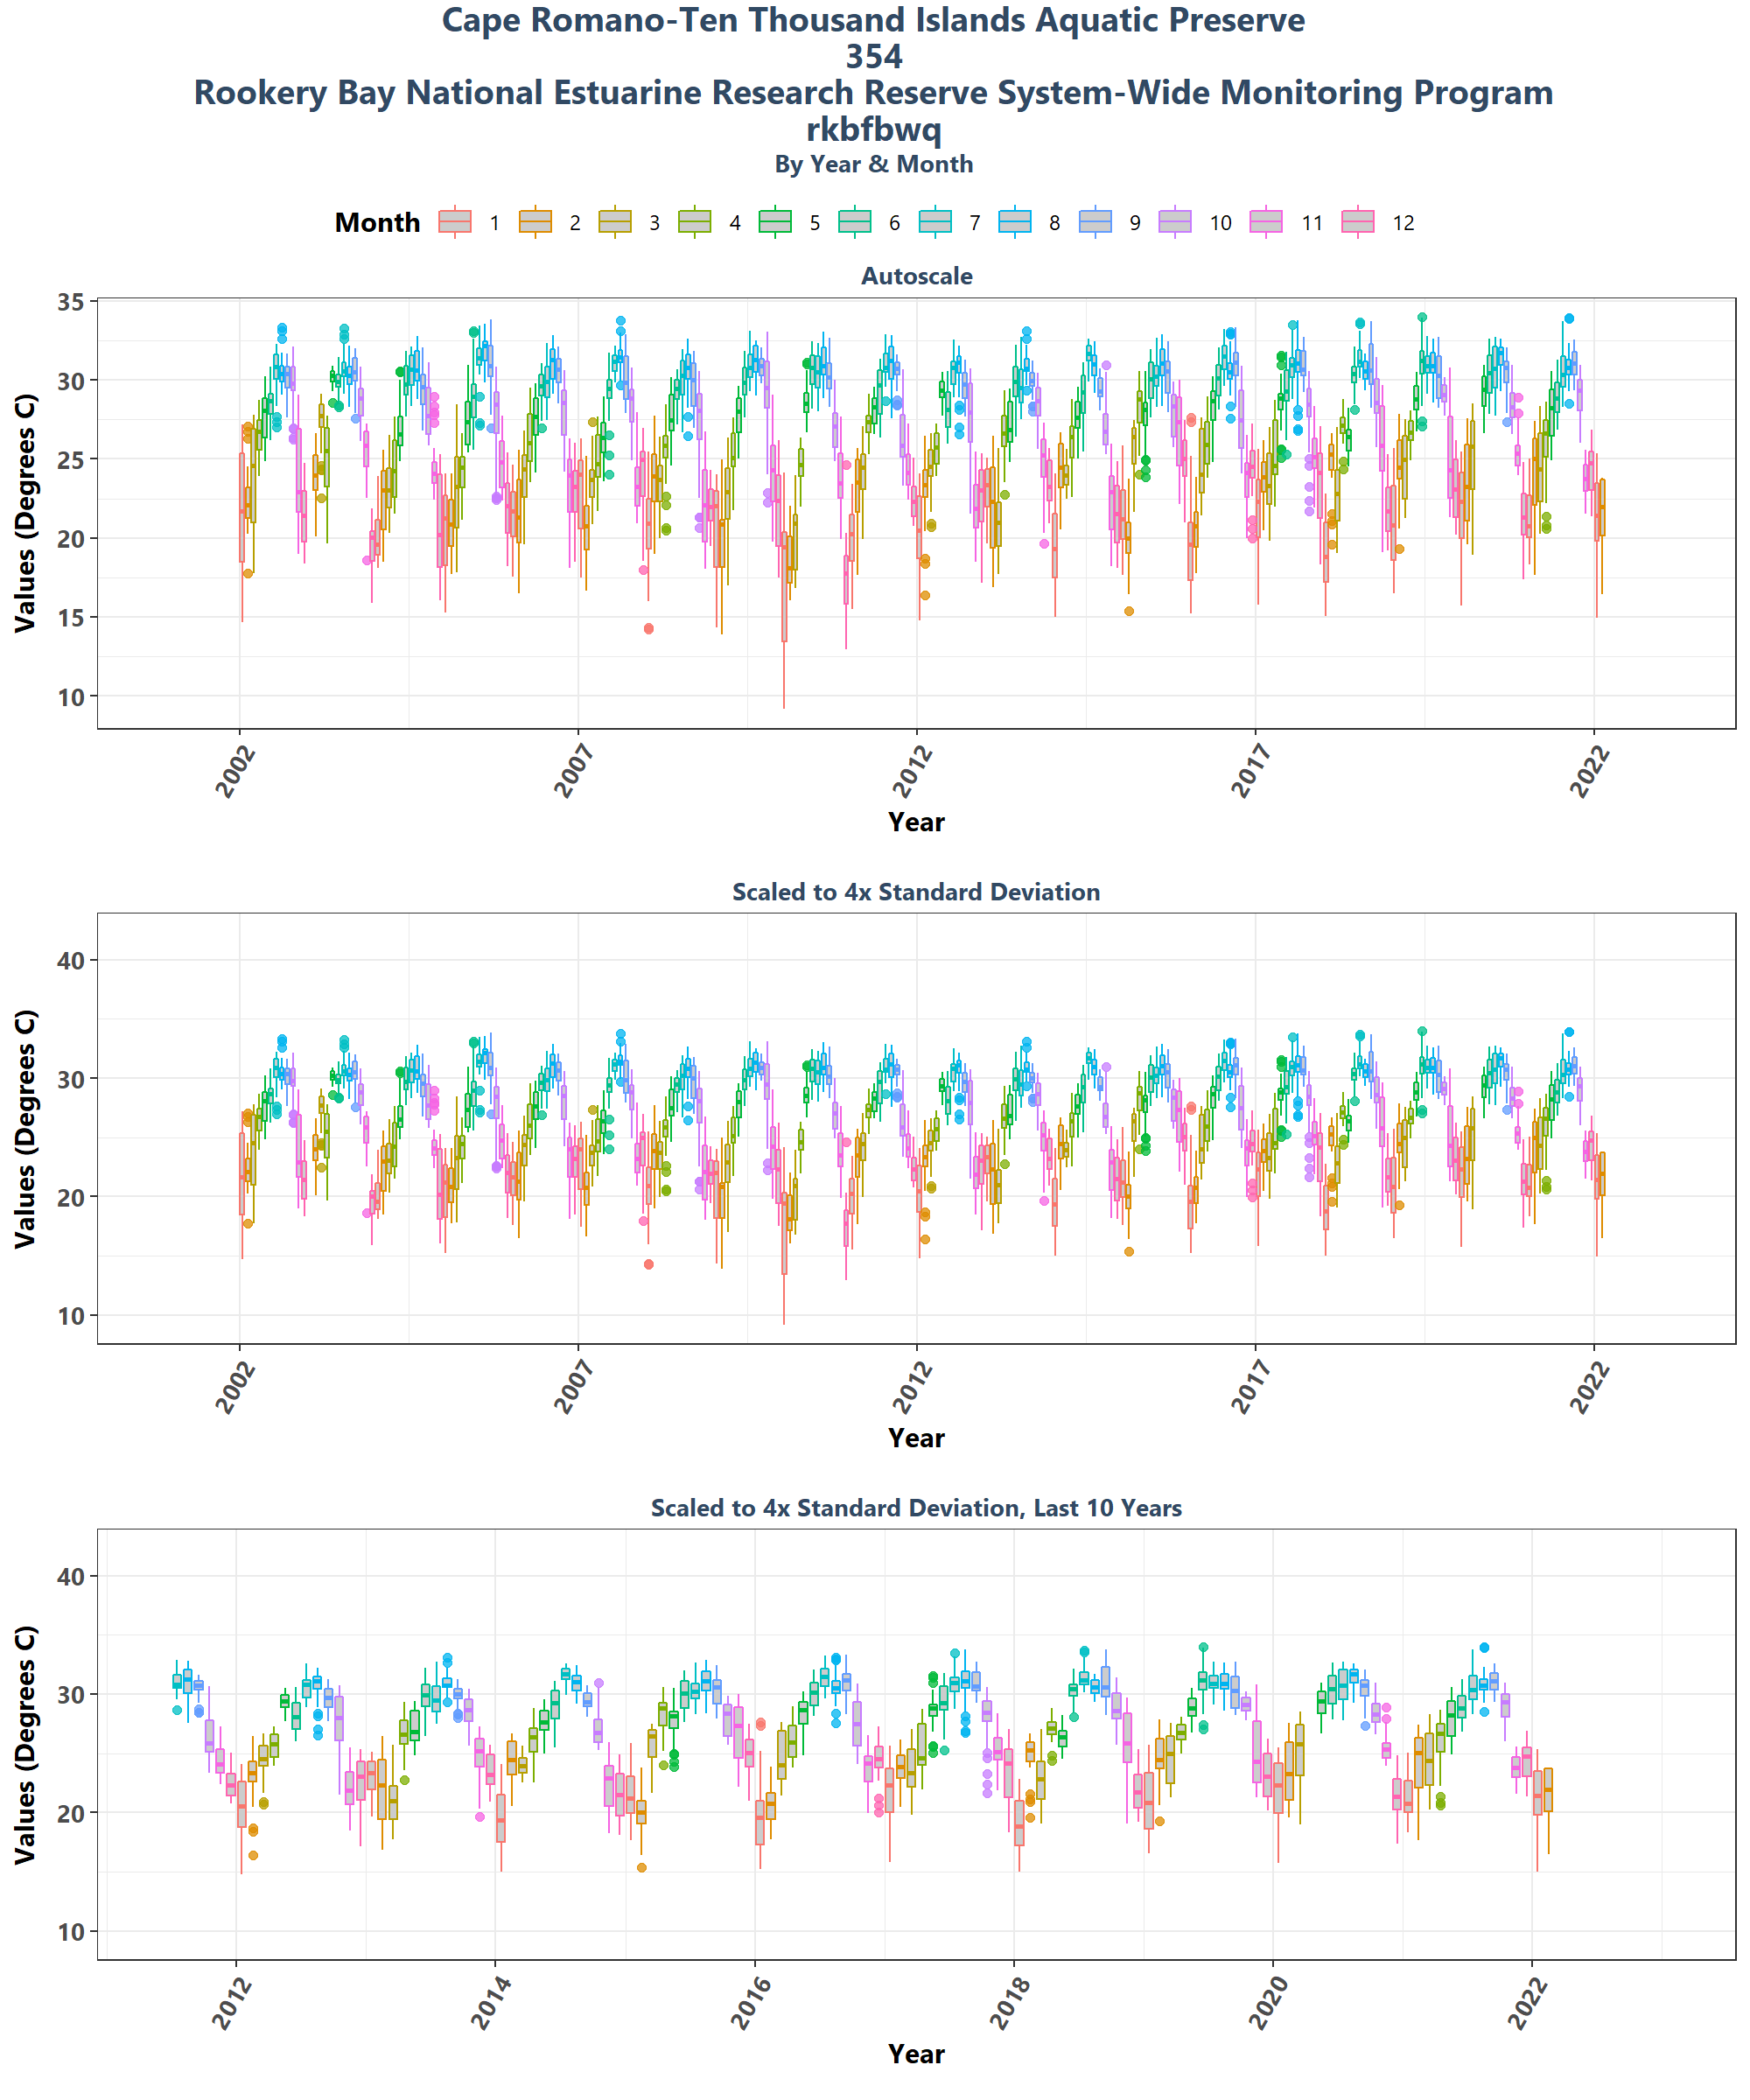 Cape Romano-Ten Thousand Islands Aquatic Preserve
354
Rookery Bay National Estuarine Research Reserve System-Wide Monitoring Program
rkbfbwq
By Year & Month
Month 1 2 3 4 5 6 7 8 9 10 11 12
Autoscale
Values (Degrees C)
35
30
25
20
15
10
2002 2007 2012 2017 2022
Year
Scaled to 4x Standard Deviation
Values (Degrees C)
40
30
20
10
2002 2007 2012 2017 2022
Year
Scaled to 4x Standard Deviation, Last 10 Years
Values (Degrees C)
40
30
20
10
2012 2014 2016 2018 2020 2022
Year